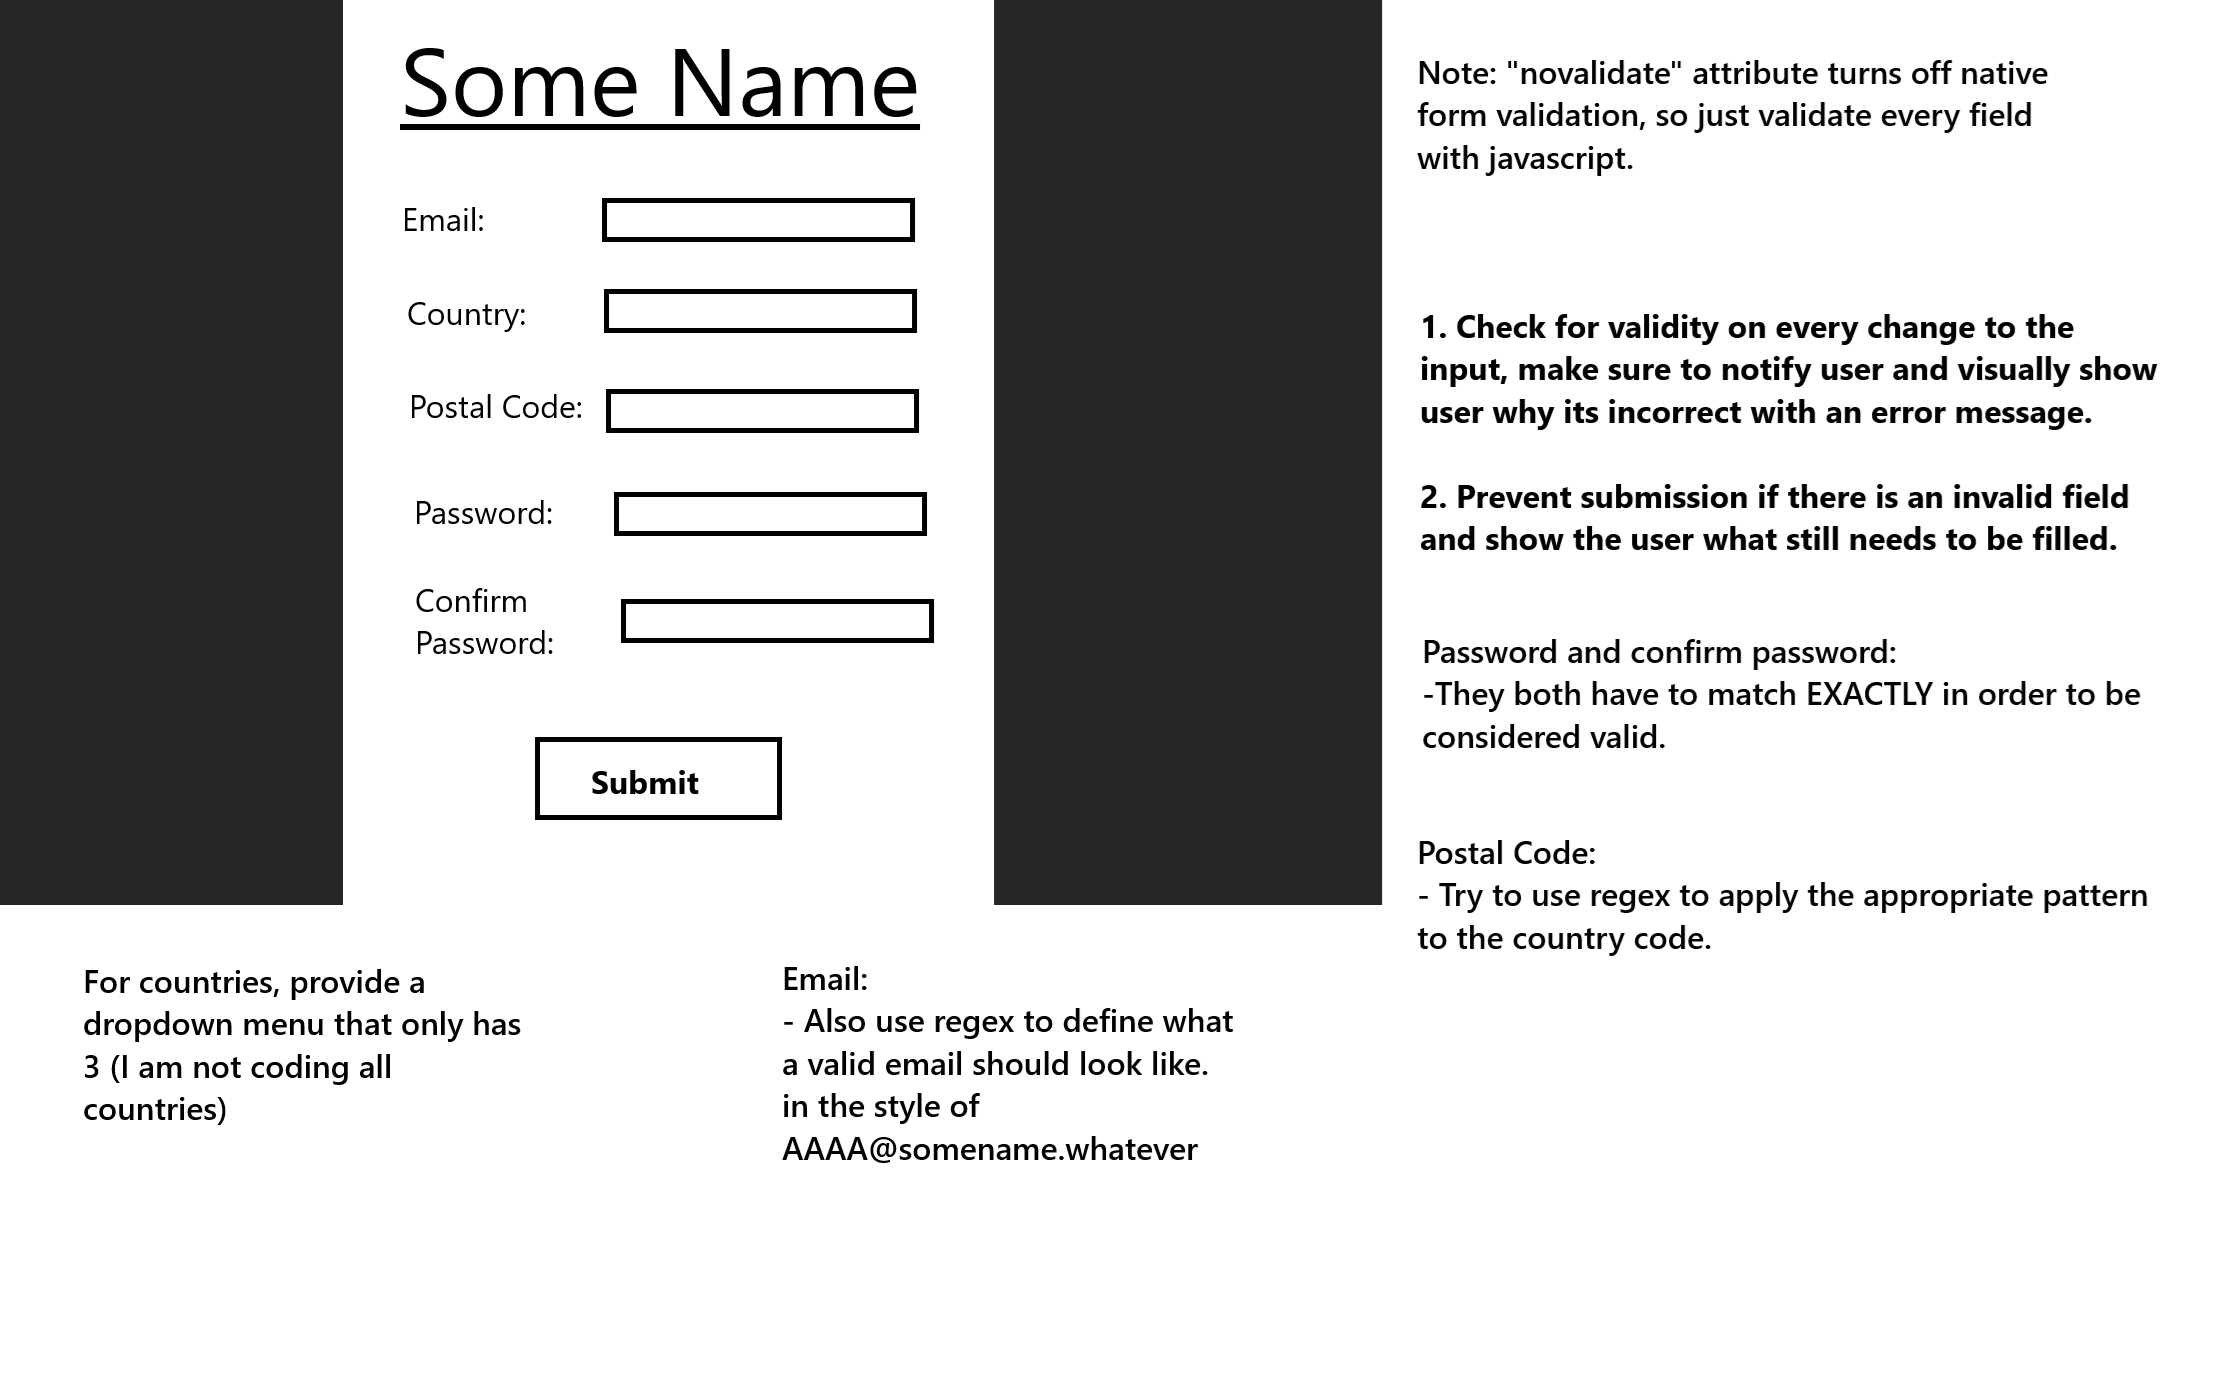 Some Name
Email:
Country:
Postal Code:
Password:
Confirm
Password:
Submit
Note: "novalidate" attribute turns off native
form validation, so just validate every field
with javascript.
1. Check for validity on every change to the
input, make sure to notify user and visually show
user why its incorrect with an error message.
2. Prevent submission if there is an invalid field
and show the user what still needs to be filled.
Password and confirm password:
-They both have to match EXACTLY in order to be
considered valid.
Postal Code:
- Try to use regex to apply the appropriate pattern
to the country code.
For countries, provide a
dropdown menu that only has
3 (I am not coding all
countries)
Email:
- Also use regex to define what
a valid email should look like.
in the style of
AAAA@somename.whatever